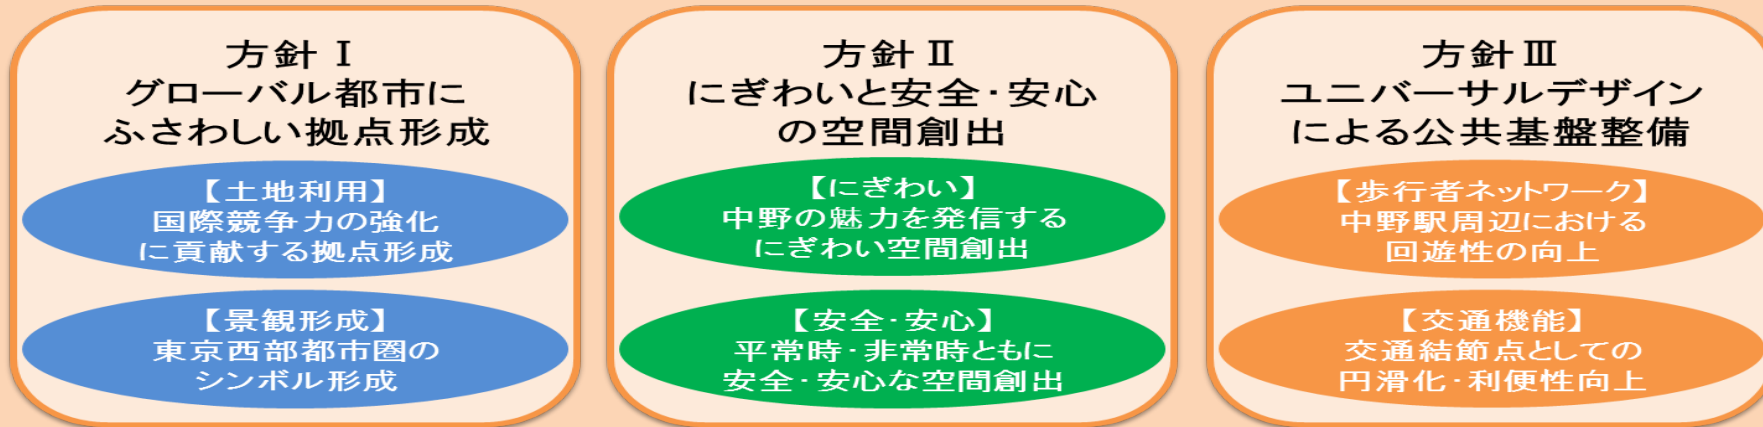 方針Ⅰ
グローバル都市に
ふさわしい拠点形成
【土地利用】
国際競争力の強化
に貢献する拠点形成
【景観形成】
東京西部都市圏の
シンボル形成
方針Ⅱ
にぎわいと安全・安心
の空間創出
【にぎわい】
中野の魅力を発信する
にぎわい空間創出
【安全・安心】
平常時・非常時ともに
安全・安心な空間創出
方針Ⅲ
ユニバーサルデザイン
による公共基盤整備
【歩行者ネットワーク】
中野駅周辺における
回遊性の向上
【交通機能】
交通結節点としての
円滑化・利便性向上